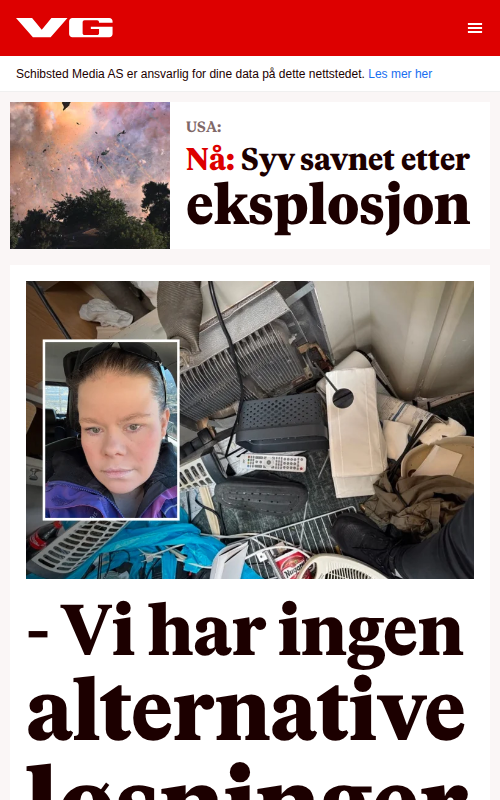 VG
Schibsted Media AS er ansvarlig for dine data på dette nettstedet. Les mer her
USA:
Nå: Syv savnet etter
eksplosjon
- Vi har ingen
alternative
løsninger